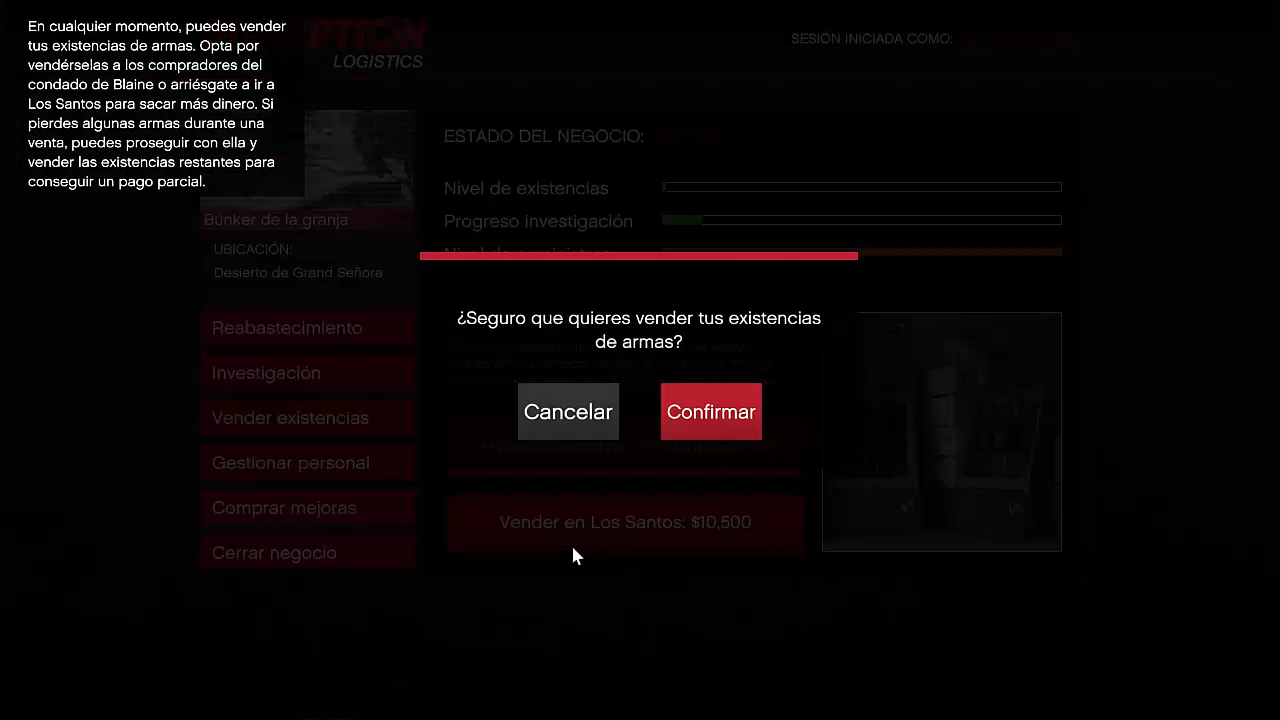 En cualquier momento, puedes vender
tus existencias de armas. Opta por
vendérselas a los compradores del
condado de Blaine o arriésgate a ir a
Los Santos para sacar más dinero. Si
pierdes algunas armas durante una
venta, puedes proseguir con ella y
vender las existencias restantes para
conseguir un pago parcial.
LOGISTICS
SESIÓN INICIADA COMO:
ESTADO DEL NEGOCIO:
Nivel de existencias
Progreso investigación
Búnker de la granja
UBICACIÓN:
Desierto de Grand Señora
Reabastecimiento
Investigación
Vender existencias
Gestionar personal
Comprar mejoras
Cerrar negocio
¿Seguro que quieres vender tus existencias
de armas?
Cancelar
Confirmar
Vender en Los Santos: $10,500